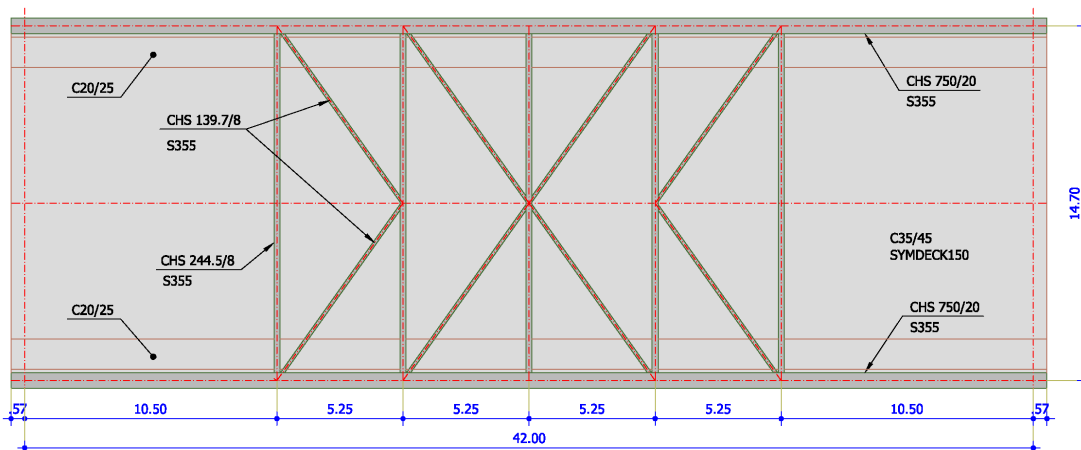 C20/25
CHS 139.7/8
S355
CHS 244.5/8
S355
C20/25
CHS 750/20
S355
C35/45
SYMDECK150
CHS 750/20
S355
14.70
.57
10.50
5.25
5.25
5.25
5.25
10.50
.57
42.00